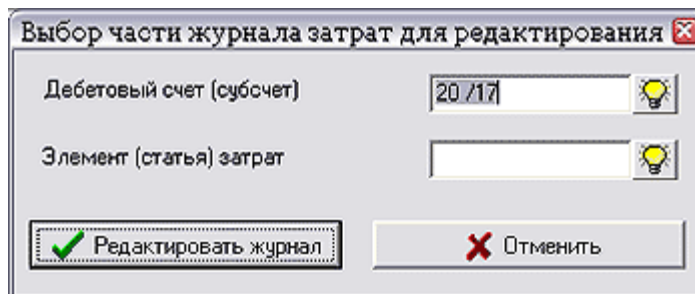 Выбор части журнала затрат для редактирования
Дебетовый счет (субсчет) 20 /17
Элемент (статья) затрат
Редактировать журнал Отменить